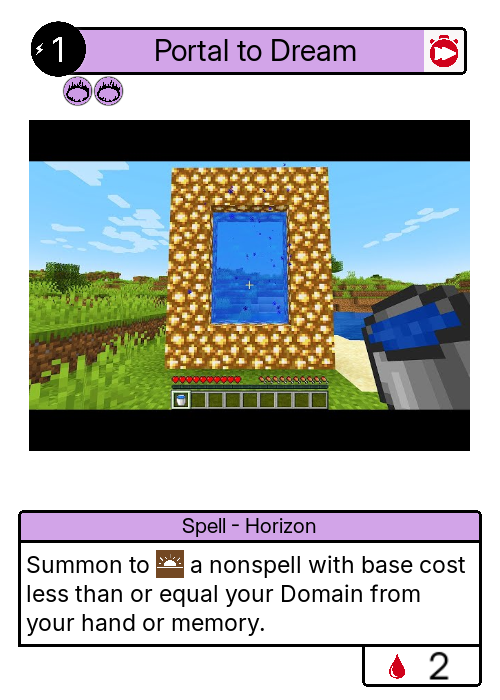 1
Portal to Dream
Spell - Horizon
Summon to a nonspell with base cost
less than or equal your Domain from
your hand or memory.
2